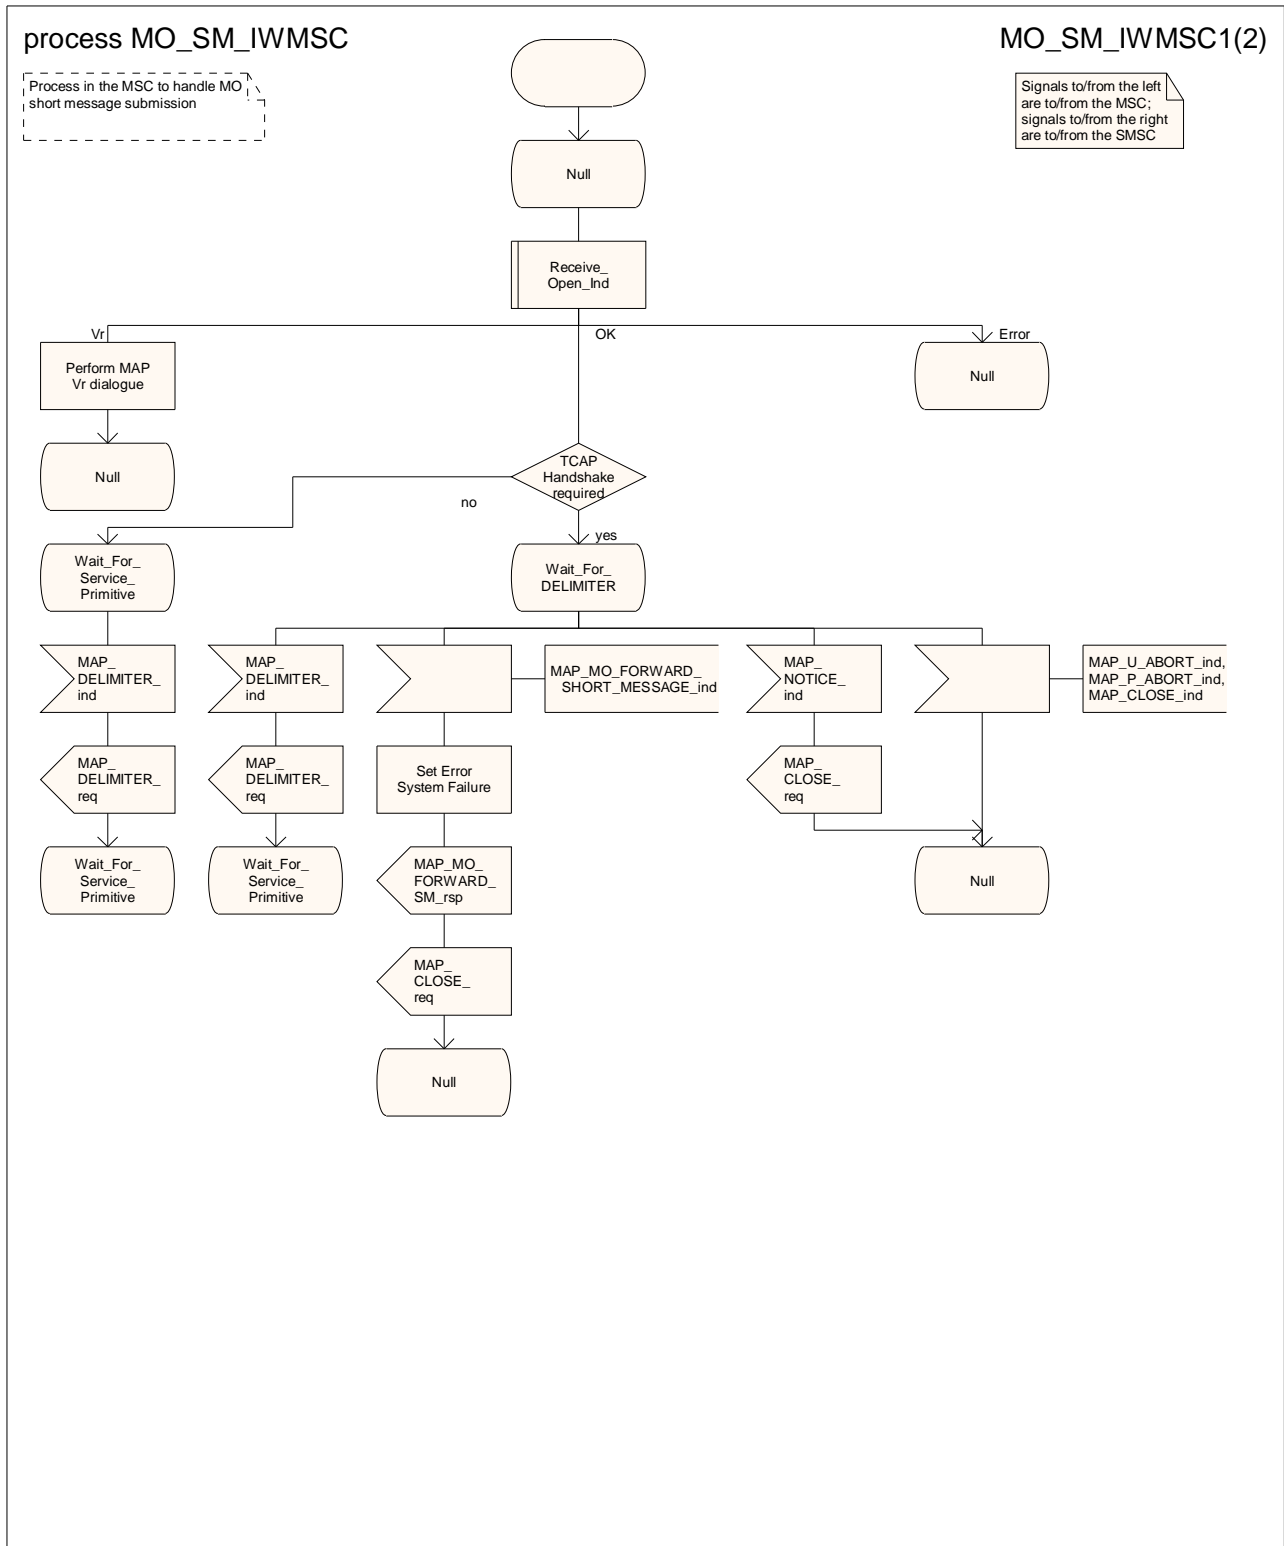 process MO_SM_IWMSC
MO_SM_IWMSC1(2)
Process in the MSC to handle MO
short message submission
Signals to/from the left
are to/from the MSC;
signals to/from the right
are to/from the SMSC
Null
Receive_
Open_Ind
Vr
OK
Error
Perform MAP
Vr dialogue
Null
Null
TCAP
Handshake
required
no
yes
Wait_For_
Service_
Primitive
Wait_For_
DELIMITER
MAP_
DELIMITER_
ind
MAP_
DELIMITER_
ind
MAP_MO_FORWARD_
SHORT_MESSAGE_ind
MAP_
NOTICE_
ind
MAP_U_ABORT_ind,
MAP_P_ABORT_ind,
MAP_CLOSE_ind
MAP_
DELIMITER_
req
MAP_
DELIMITER_
req
Set Error
System Failure
MAP_
CLOSE_
req
Wait_For_
Service_
Primitive
Wait_For_
Service_
Primitive
MAP_MO_
FORWARD_
SM_rsp
Null
MAP_
CLOSE_
req
Null